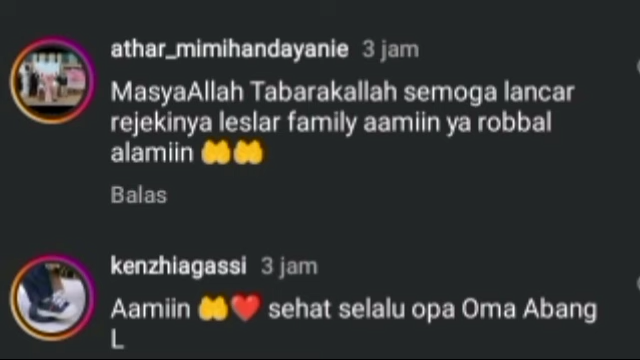 athar_mimihandayanie 3 jam
MasyaAllah Tabarakallah semoga lancar
rejekinya leslar family aamiin ya robbal
alamiin 🤲🤲
Balas
kenzhiagassi 3 jam
Aamiin 🤲❤️ sehat selalu opa Oma Abang
L